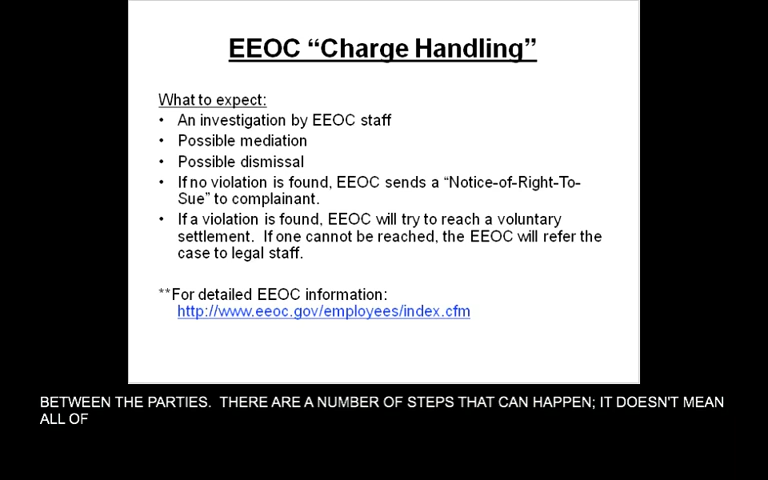 EEOC “Charge Handling”
What to expect:
• An investigation by EEOC staff
• Possible mediation
• Possible dismissal
• If no violation is found, EEOC sends a “Notice-of-Right-To-
Sue” to complainant.
• If a violation is found, EEOC will try to reach a voluntary
settlement.  If one cannot be reached, the EEOC will refer the
case to legal staff.
**For detailed EEOC information:
http://www.eeoc.gov/employees/index.cfm
BETWEEN THE PARTIES.  THERE ARE A NUMBER OF STEPS THAT CAN HAPPEN; IT DOESN'T MEAN
ALL OF